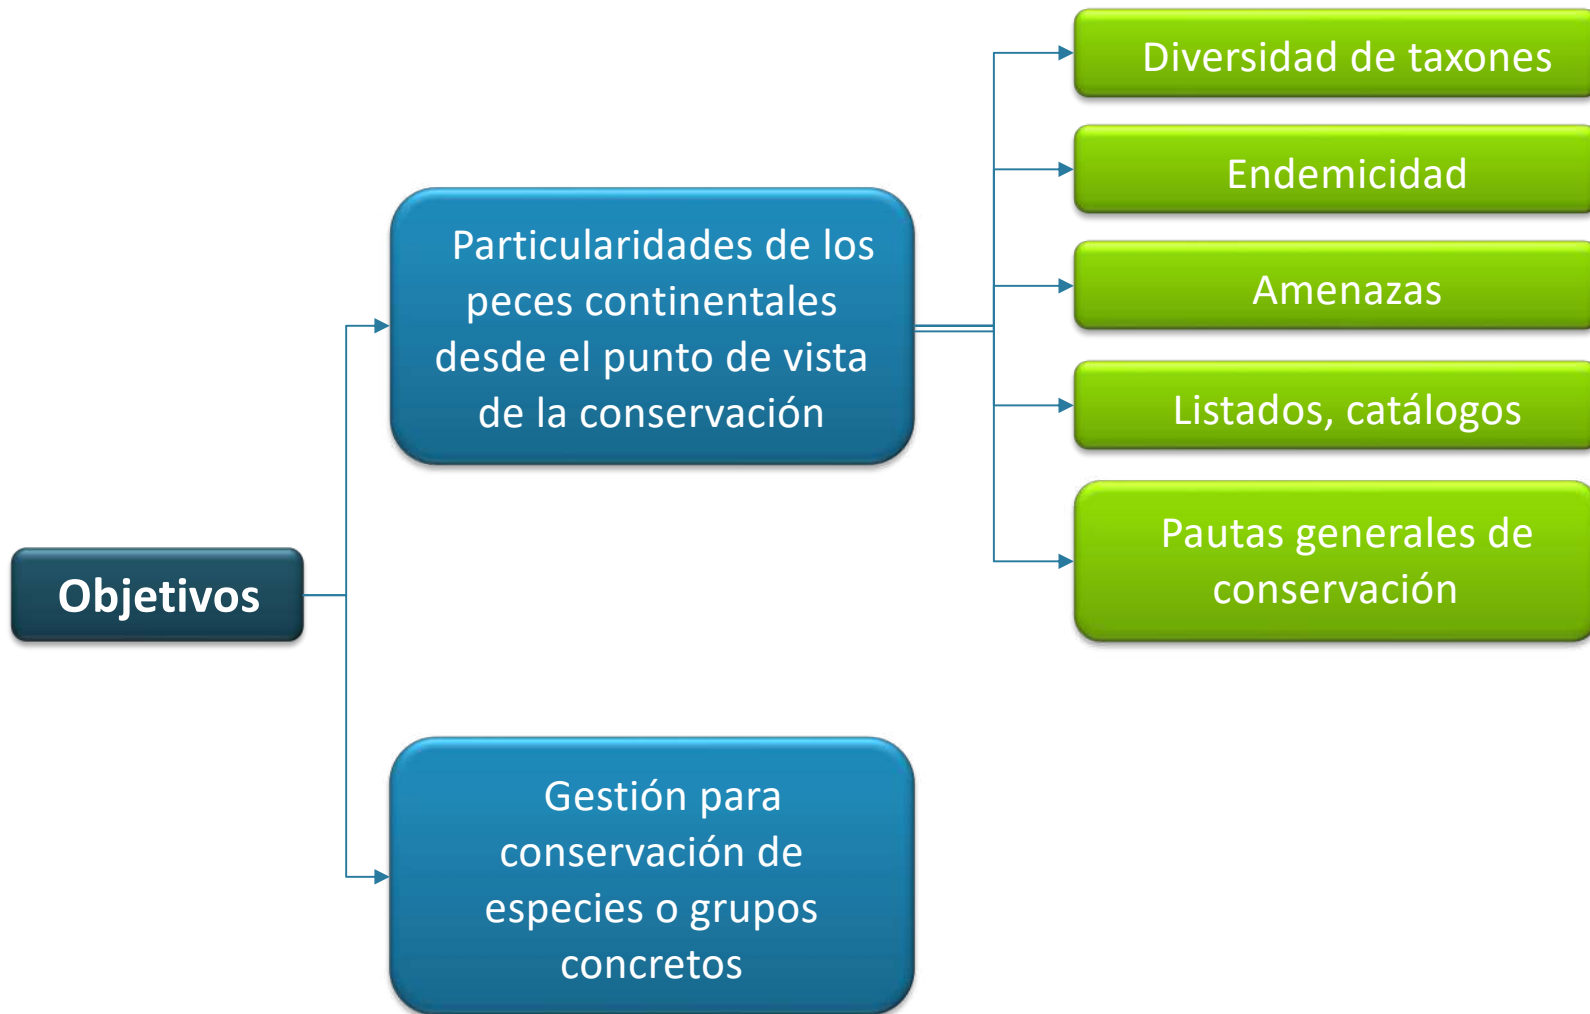 Objetivos
Particularidades de los
peces continentales
desde el punto de vista
de la conservación
Diversidad de taxones
Endemicidad
Amenazas
Listados, catálogos
Pautas generales de
conservación
Gestión para
conservación de
especies o grupos
concretos